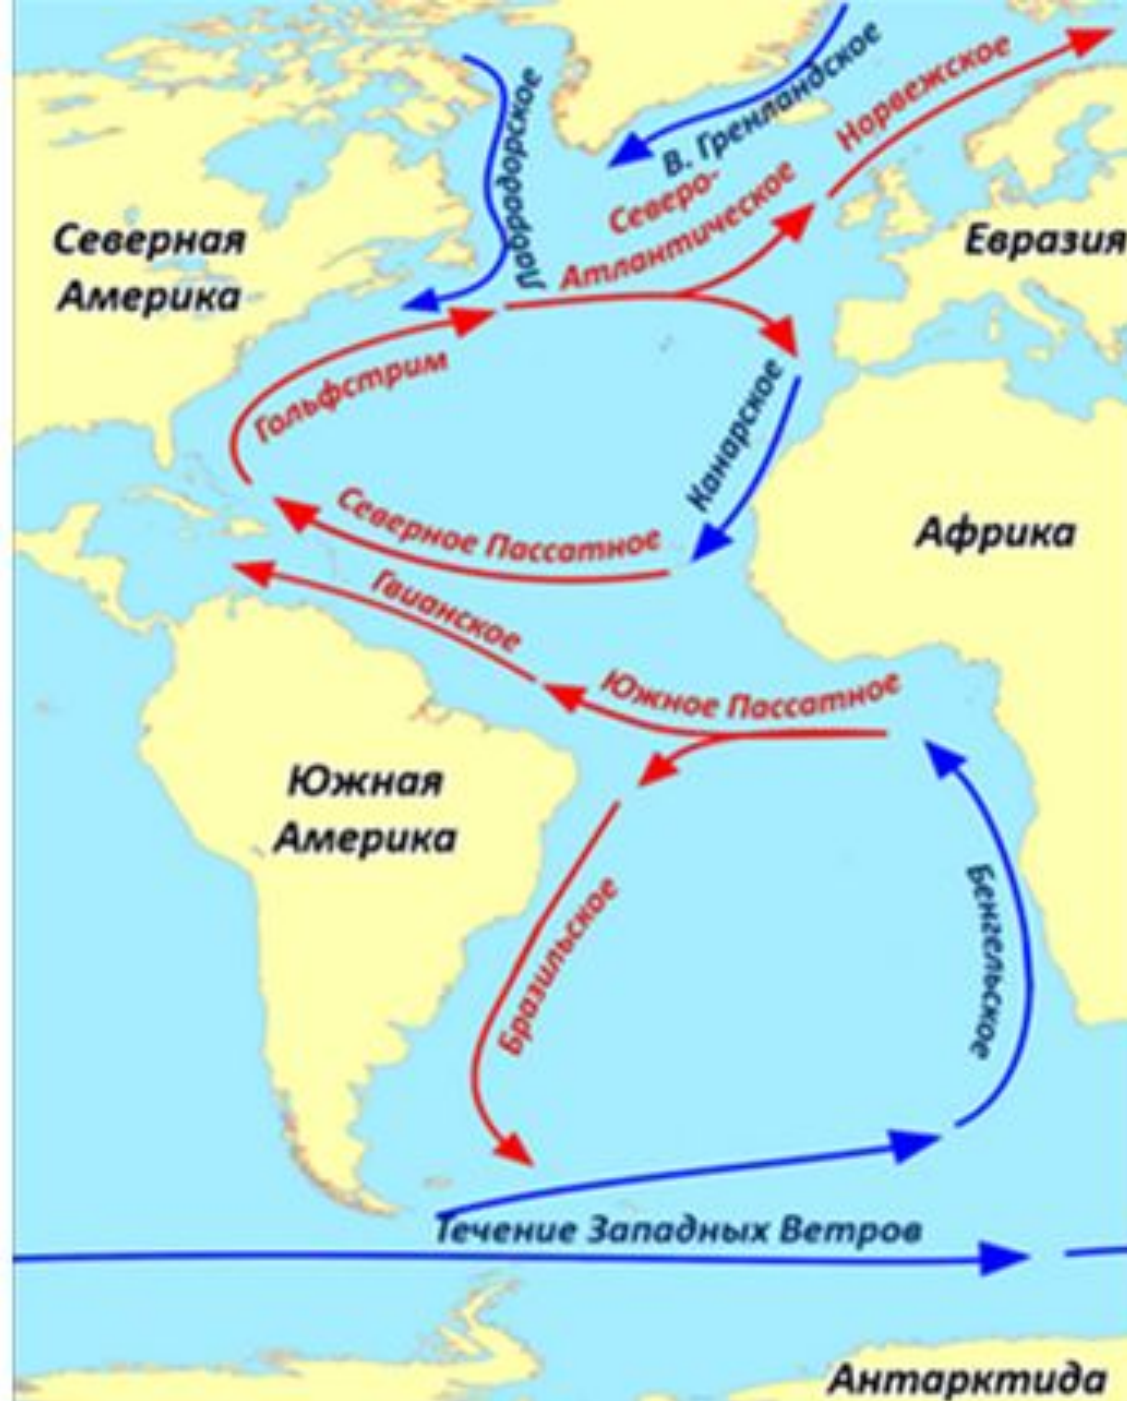 Лабрадорское
В. Гренландское
Норвежское
Северо-
Атлантическое
Северная
Америка
Евразия
Гольфстрим
Канарское
Северное Пассатное
Африка
Гвианское
Южное Пассатное
Южная
Америка
Бразильское
Бенгельское
Течение Западных Ветров
Антарктида